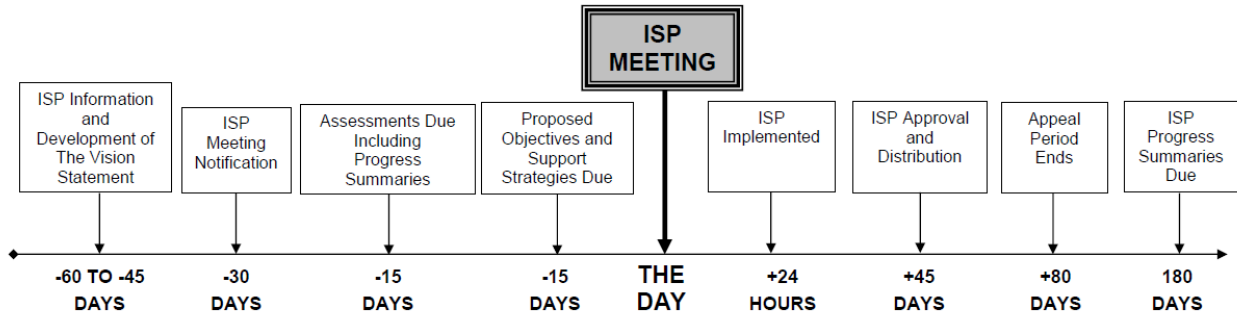 ISP
MEETING
ISP Information
and
Development of
The Vision
Statement
ISP
Meeting
Notification
Assessments Due
Including
Progress
Summaries
Proposed
Objectives and
Support
Strategies Due
ISP
Implemented
ISP Approval
and
Distribution
Appeal
Period
Ends
ISP
Progress
Summaries
Due
-60 TO -45
DAYS
-30
DAYS
-15
DAYS
-15
DAYS
THE
DAY
+24
HOURS
+45
DAYS
+80
DAYS
180
DAYS